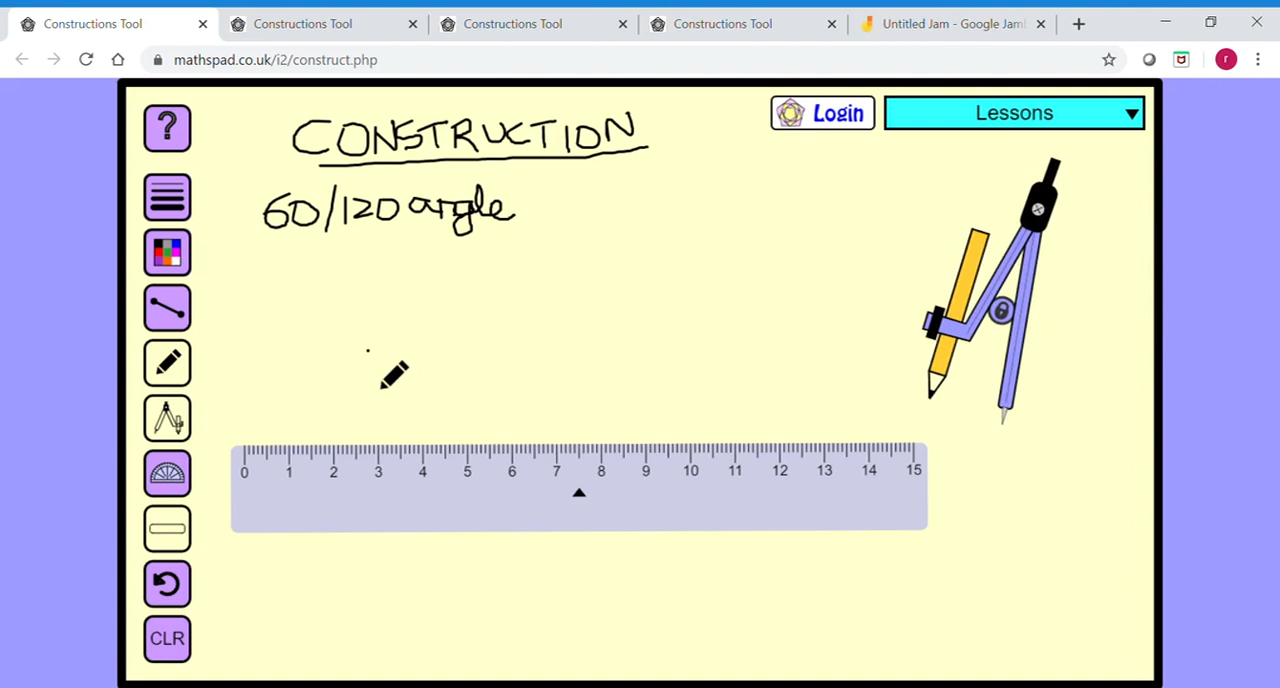 Constructions Tool Constructions Tool Constructions Tool Constructions Tool Untitled Jam - Google Jamb
mathspad.co.uk/i2/construct.php r
? CONSTRUCTION Login Lessons
60/120 angle
0 1 2 3 4 5 6 7 8 9 10 11 12 13 14 15
CLR